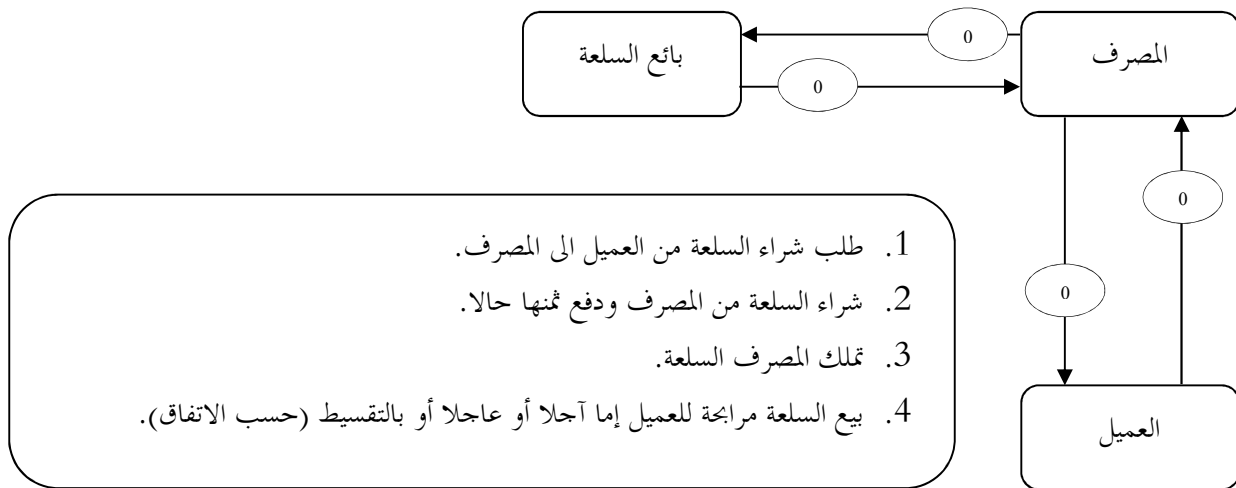 المصرف
0
بائع السلعة
0
0
0
1. طلب شراء السلعة من العميل الى المصرف.
2. شراء السلعة من المصرف ودفع ثمنها حالا.
3. تملك المصرف السلعة.
4. بيع السلعة مرابحة للعميل إما آجلا أو عاجلا أو بالتقسيط (حسب الاتفاق).
العميل